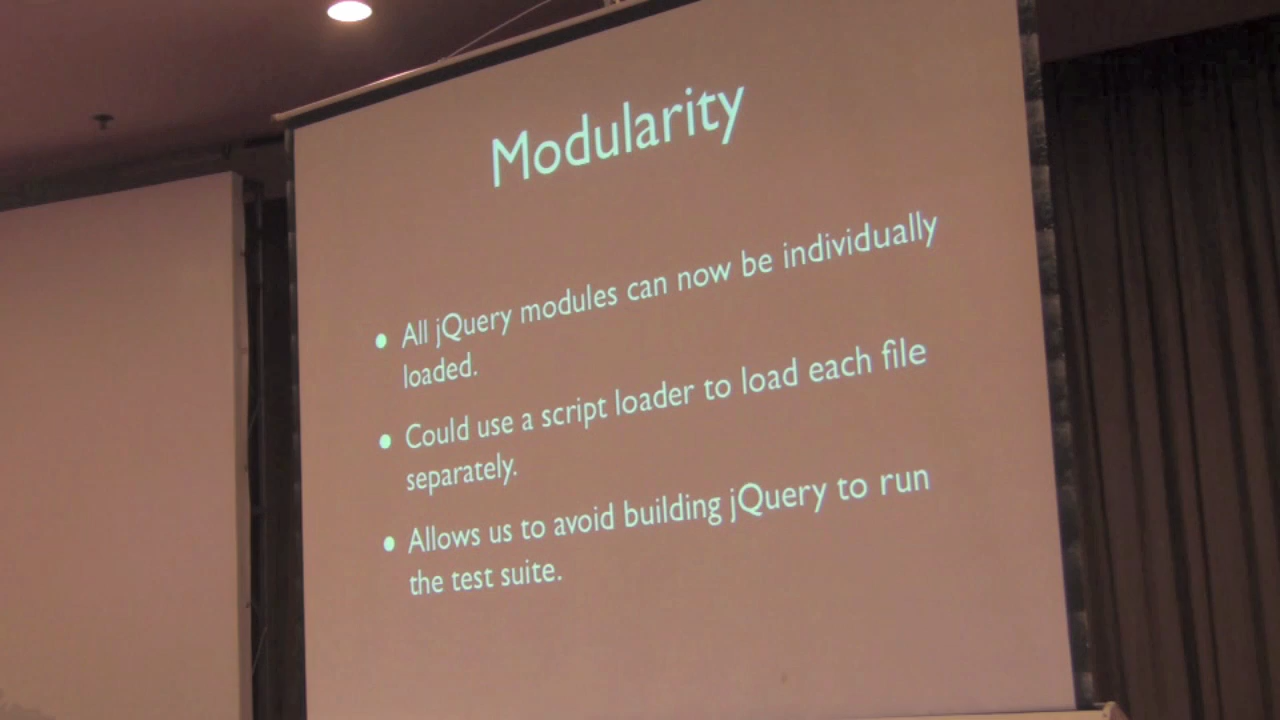 Modularity
• All jQuery modules can now be individually
loaded.
• Could use a script loader to load each file
separately.
• Allows us to avoid building jQuery to run
the test suite.